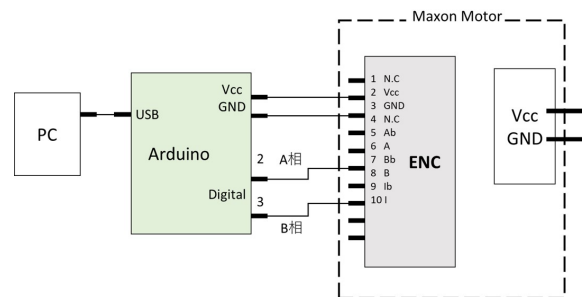 Maxon Motor
PC
USB
Arduino
Vcc
GND
2
Digital
3
A相
B相
1 N.C
2 Vcc
3 GND
4 N.C
5 Ab
6 A
7 Bb
8 B
9 Ib
10 I
ENC
Vcc
GND